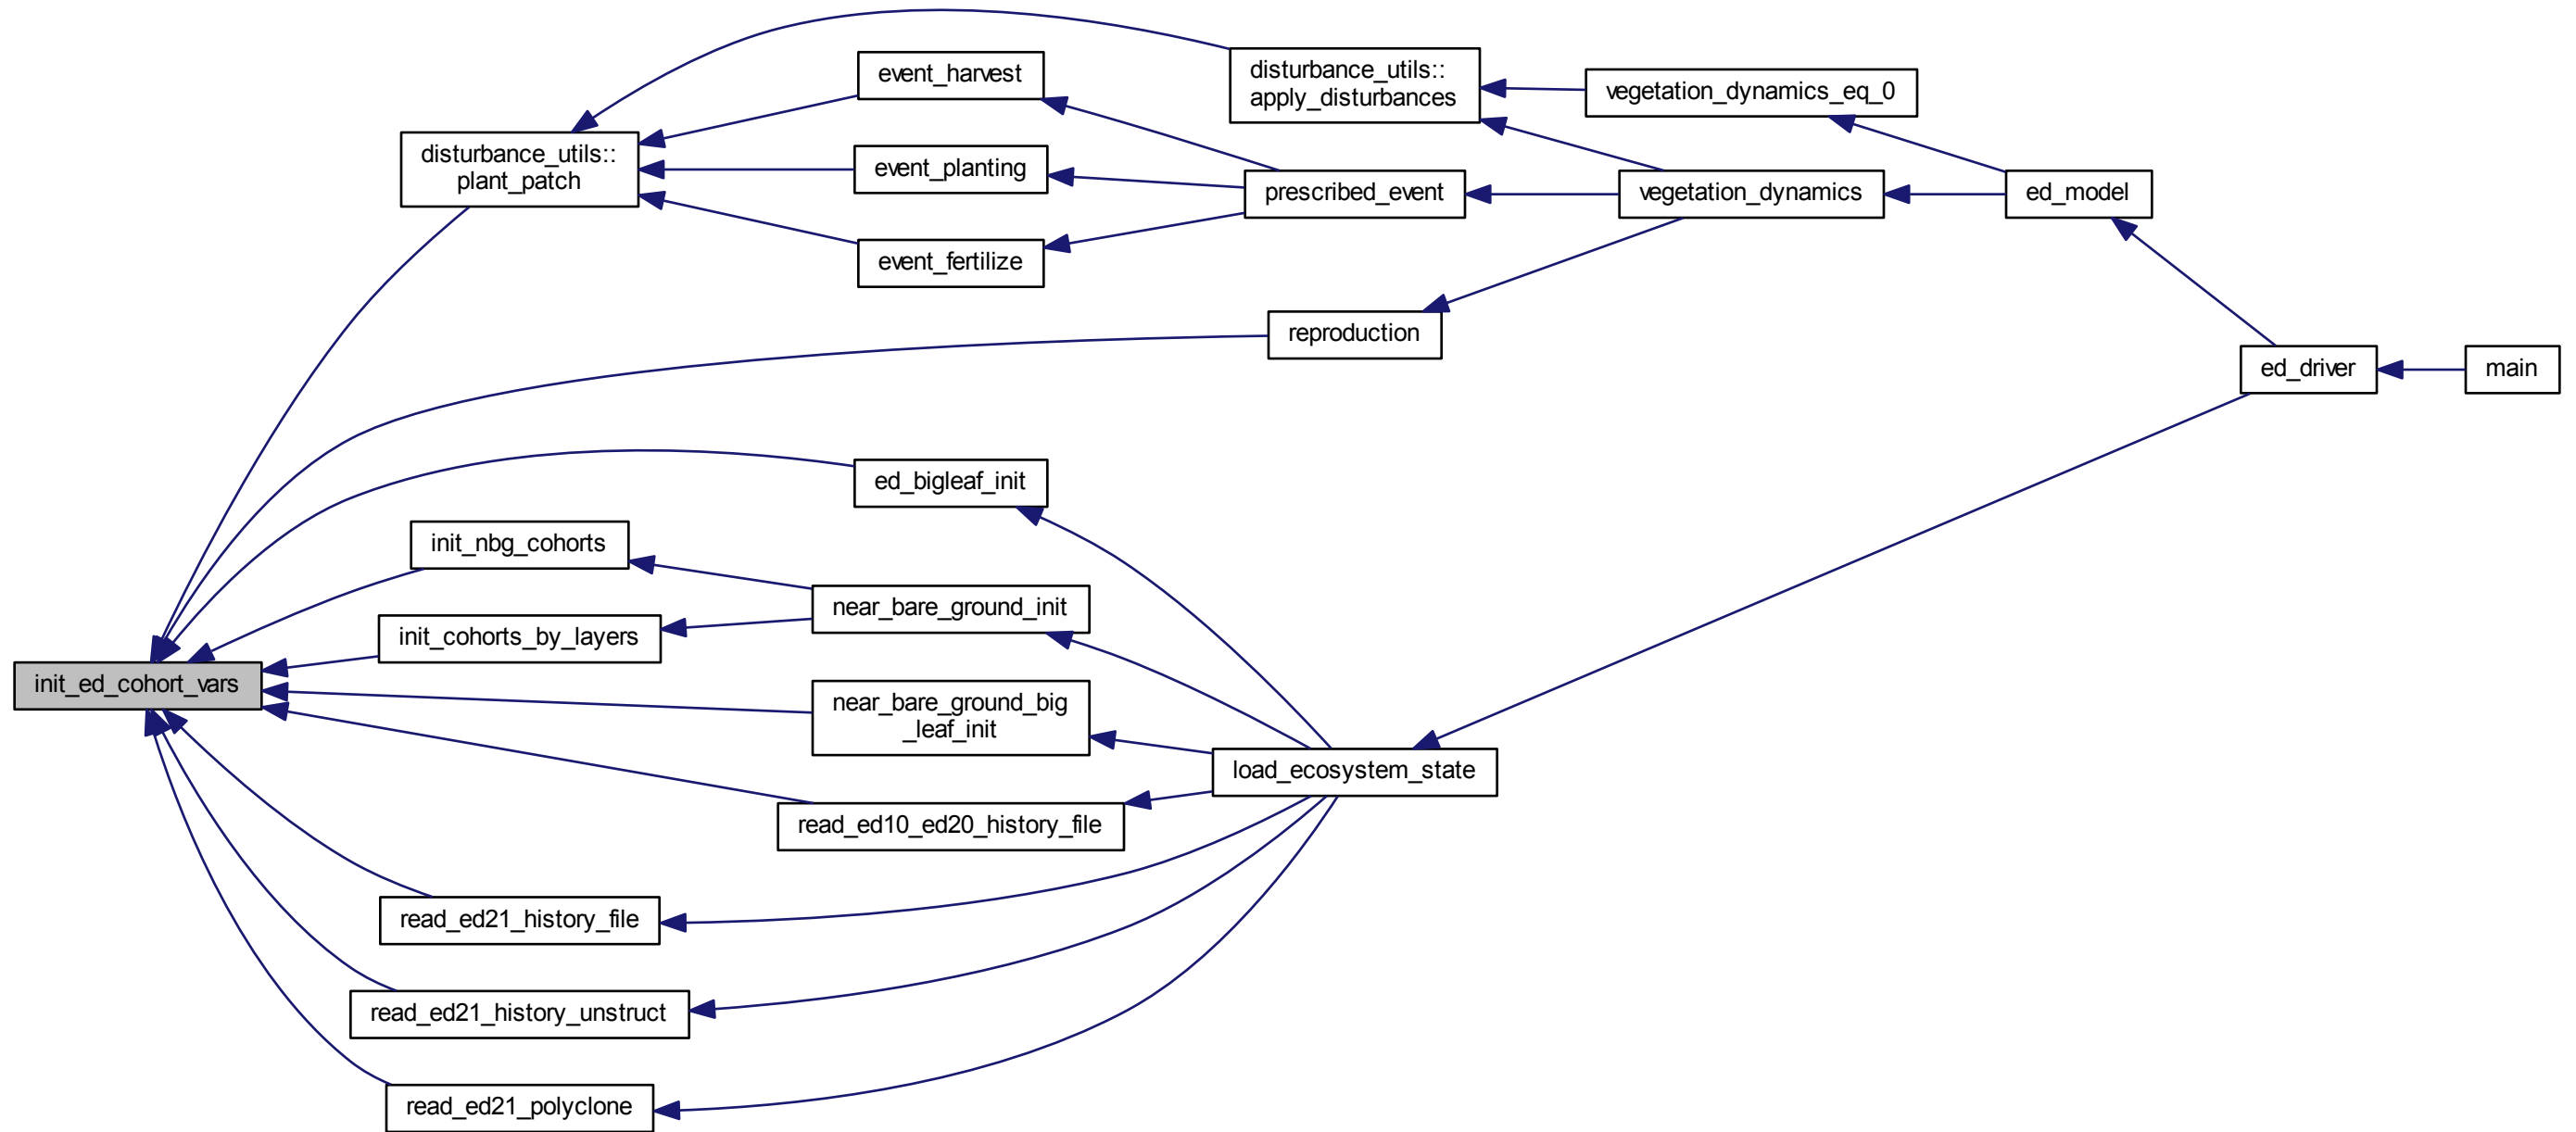 event_harvest
disturbance_utils::
apply_disturbances
vegetation_dynamics_eq_0
disturbance_utils::
plant_patch
event_planting
prescribed_event
vegetation_dynamics
ed_model
event_fertilize
reproduction
ed_driver
main
ed_bigleaf_init
init_nbg_cohorts
near_bare_ground_init
init_cohorts_by_layers
init_ed_cohort_vars
near_bare_ground_big
_leaf_init
load_ecosystem_state
read_ed10_ed20_history_file
read_ed21_history_file
read_ed21_history_unstruct
read_ed21_polyclone